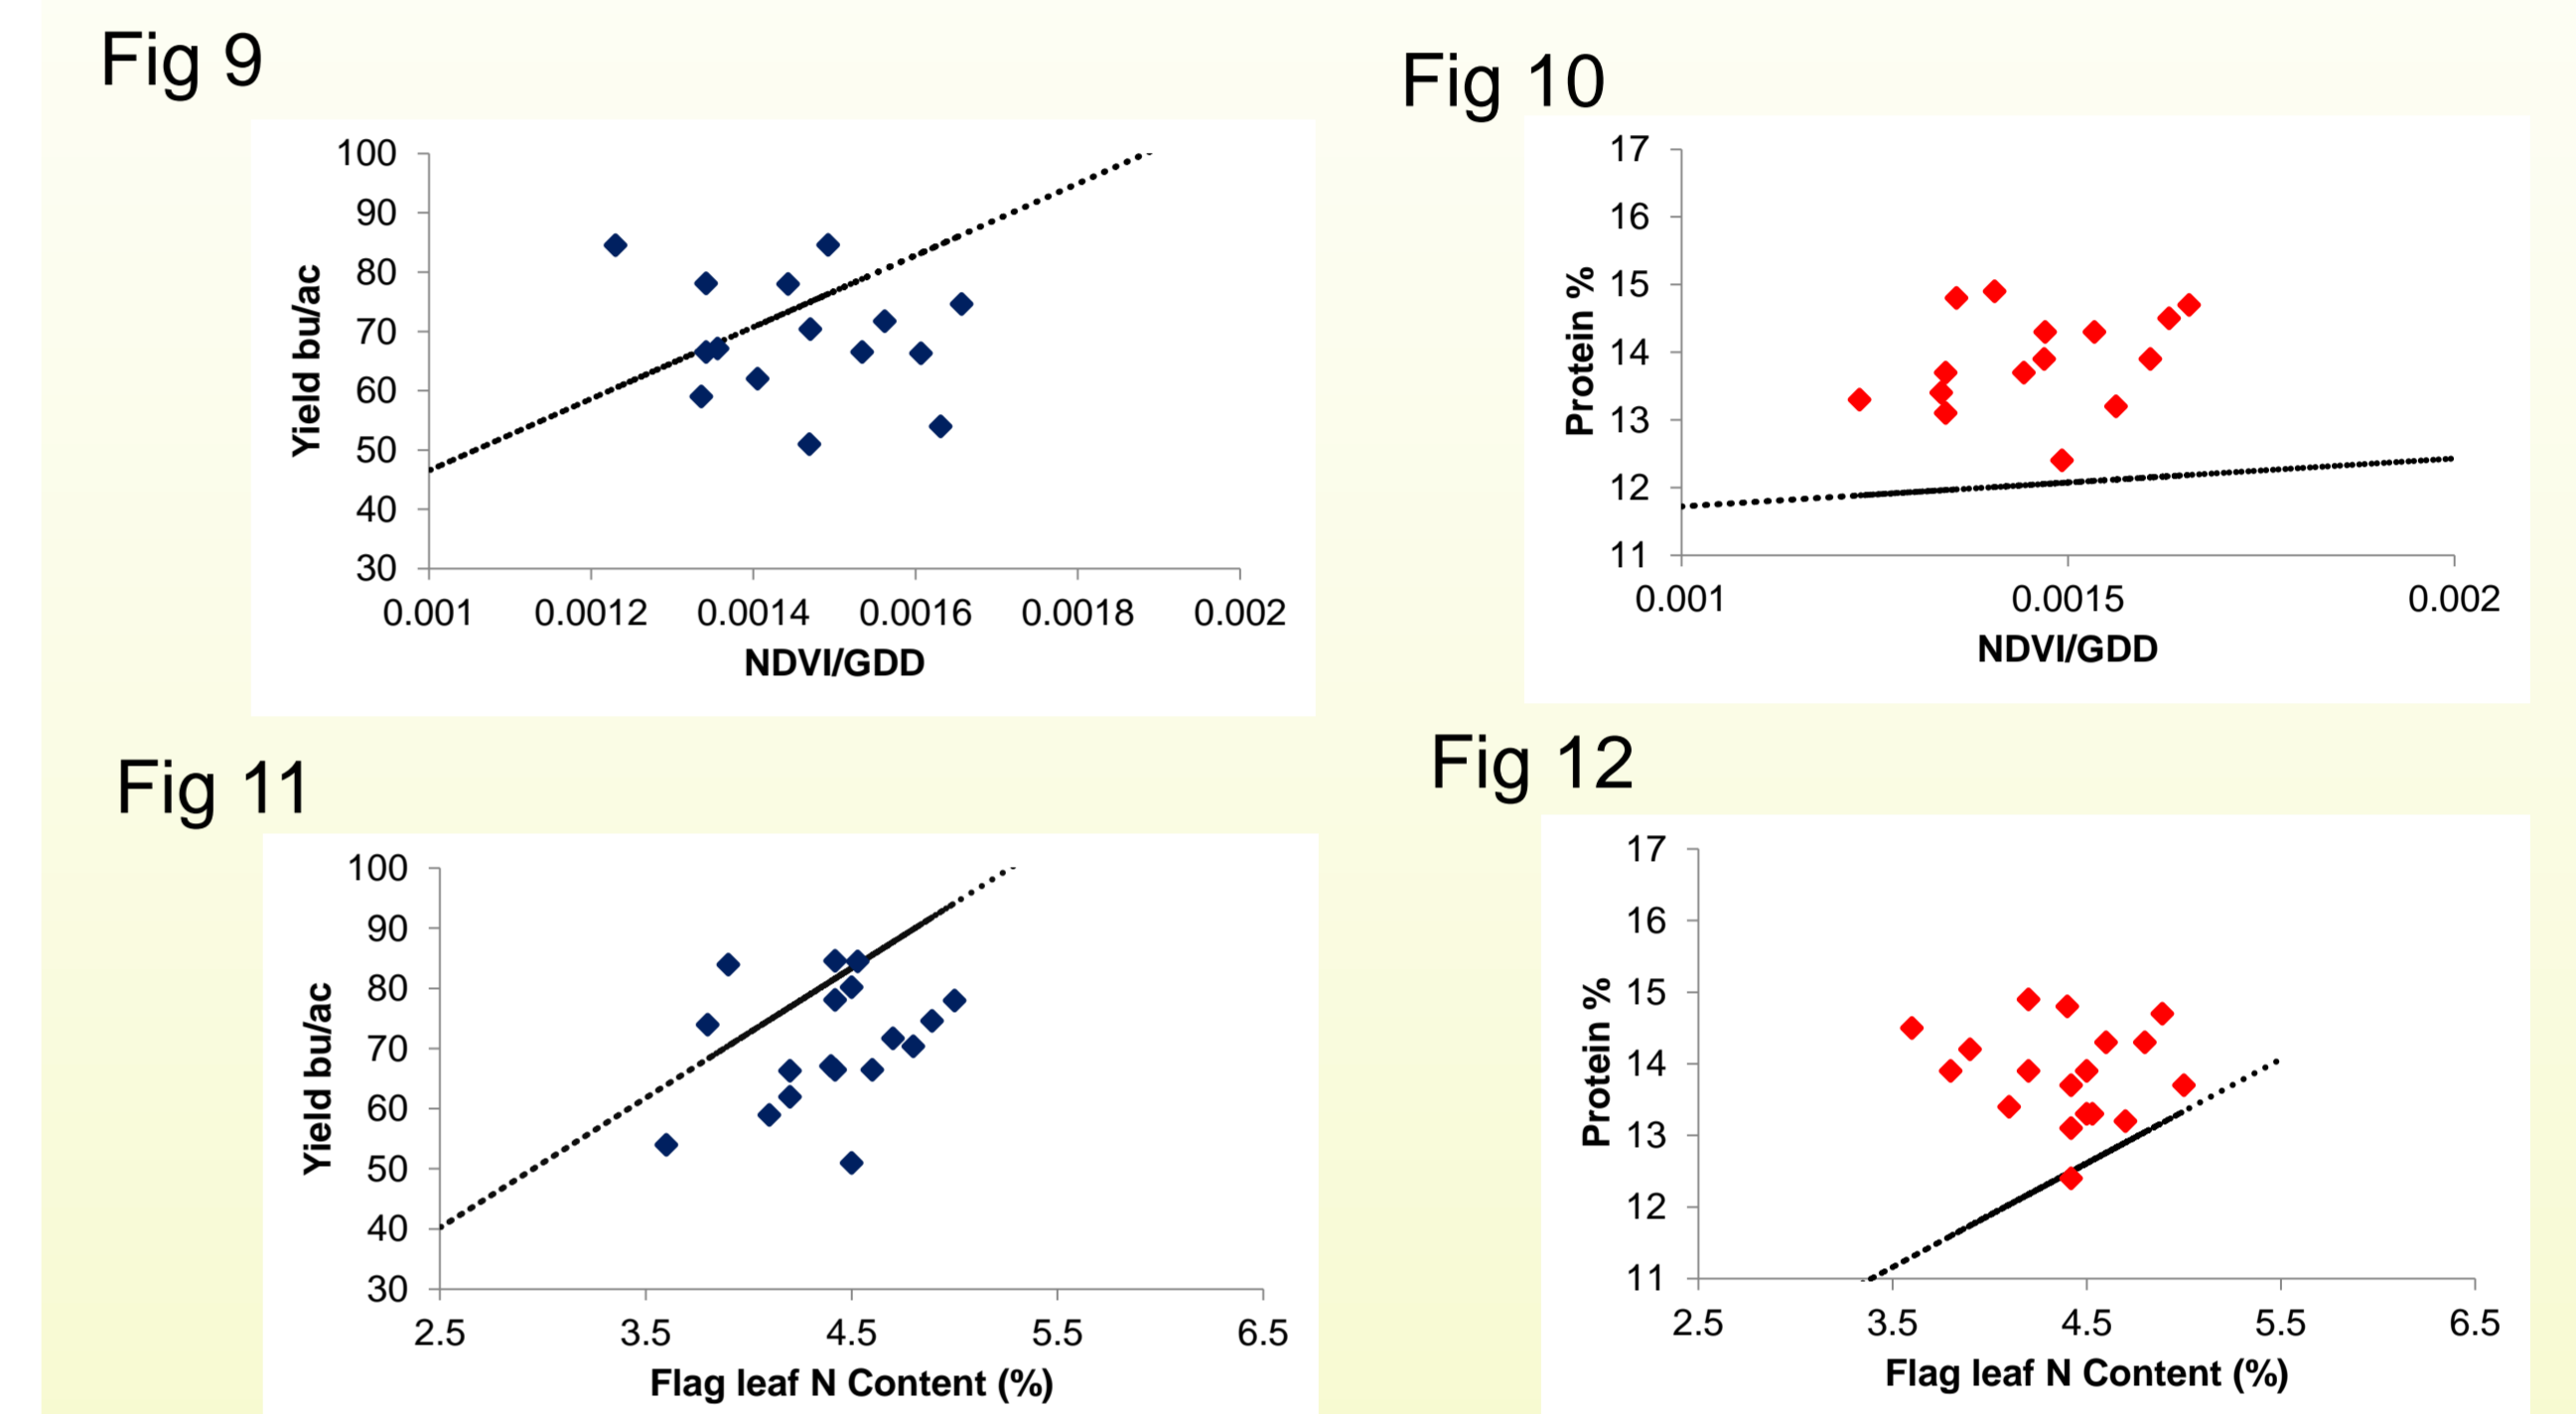 Fig 9
100
90
80
70
60
50
40
30
Yield bu/ac
0.001 0.0012 0.0014 0.0016 0.0018 0.002
NDVI/GDD
Fig 10
17
16
15
14
13
12
11
Protein %
0.001 0.0015 0.002
NDVI/GDD
Fig 11
100
90
80
70
60
50
40
30
Yield bu/ac
2.5 3.5 4.5 5.5 6.5
Flag leaf N Content (%)
Fig 12
17
16
15
14
13
12
11
Protein %
2.5 3.5 4.5 5.5 6.5
Flag leaf N Content (%)